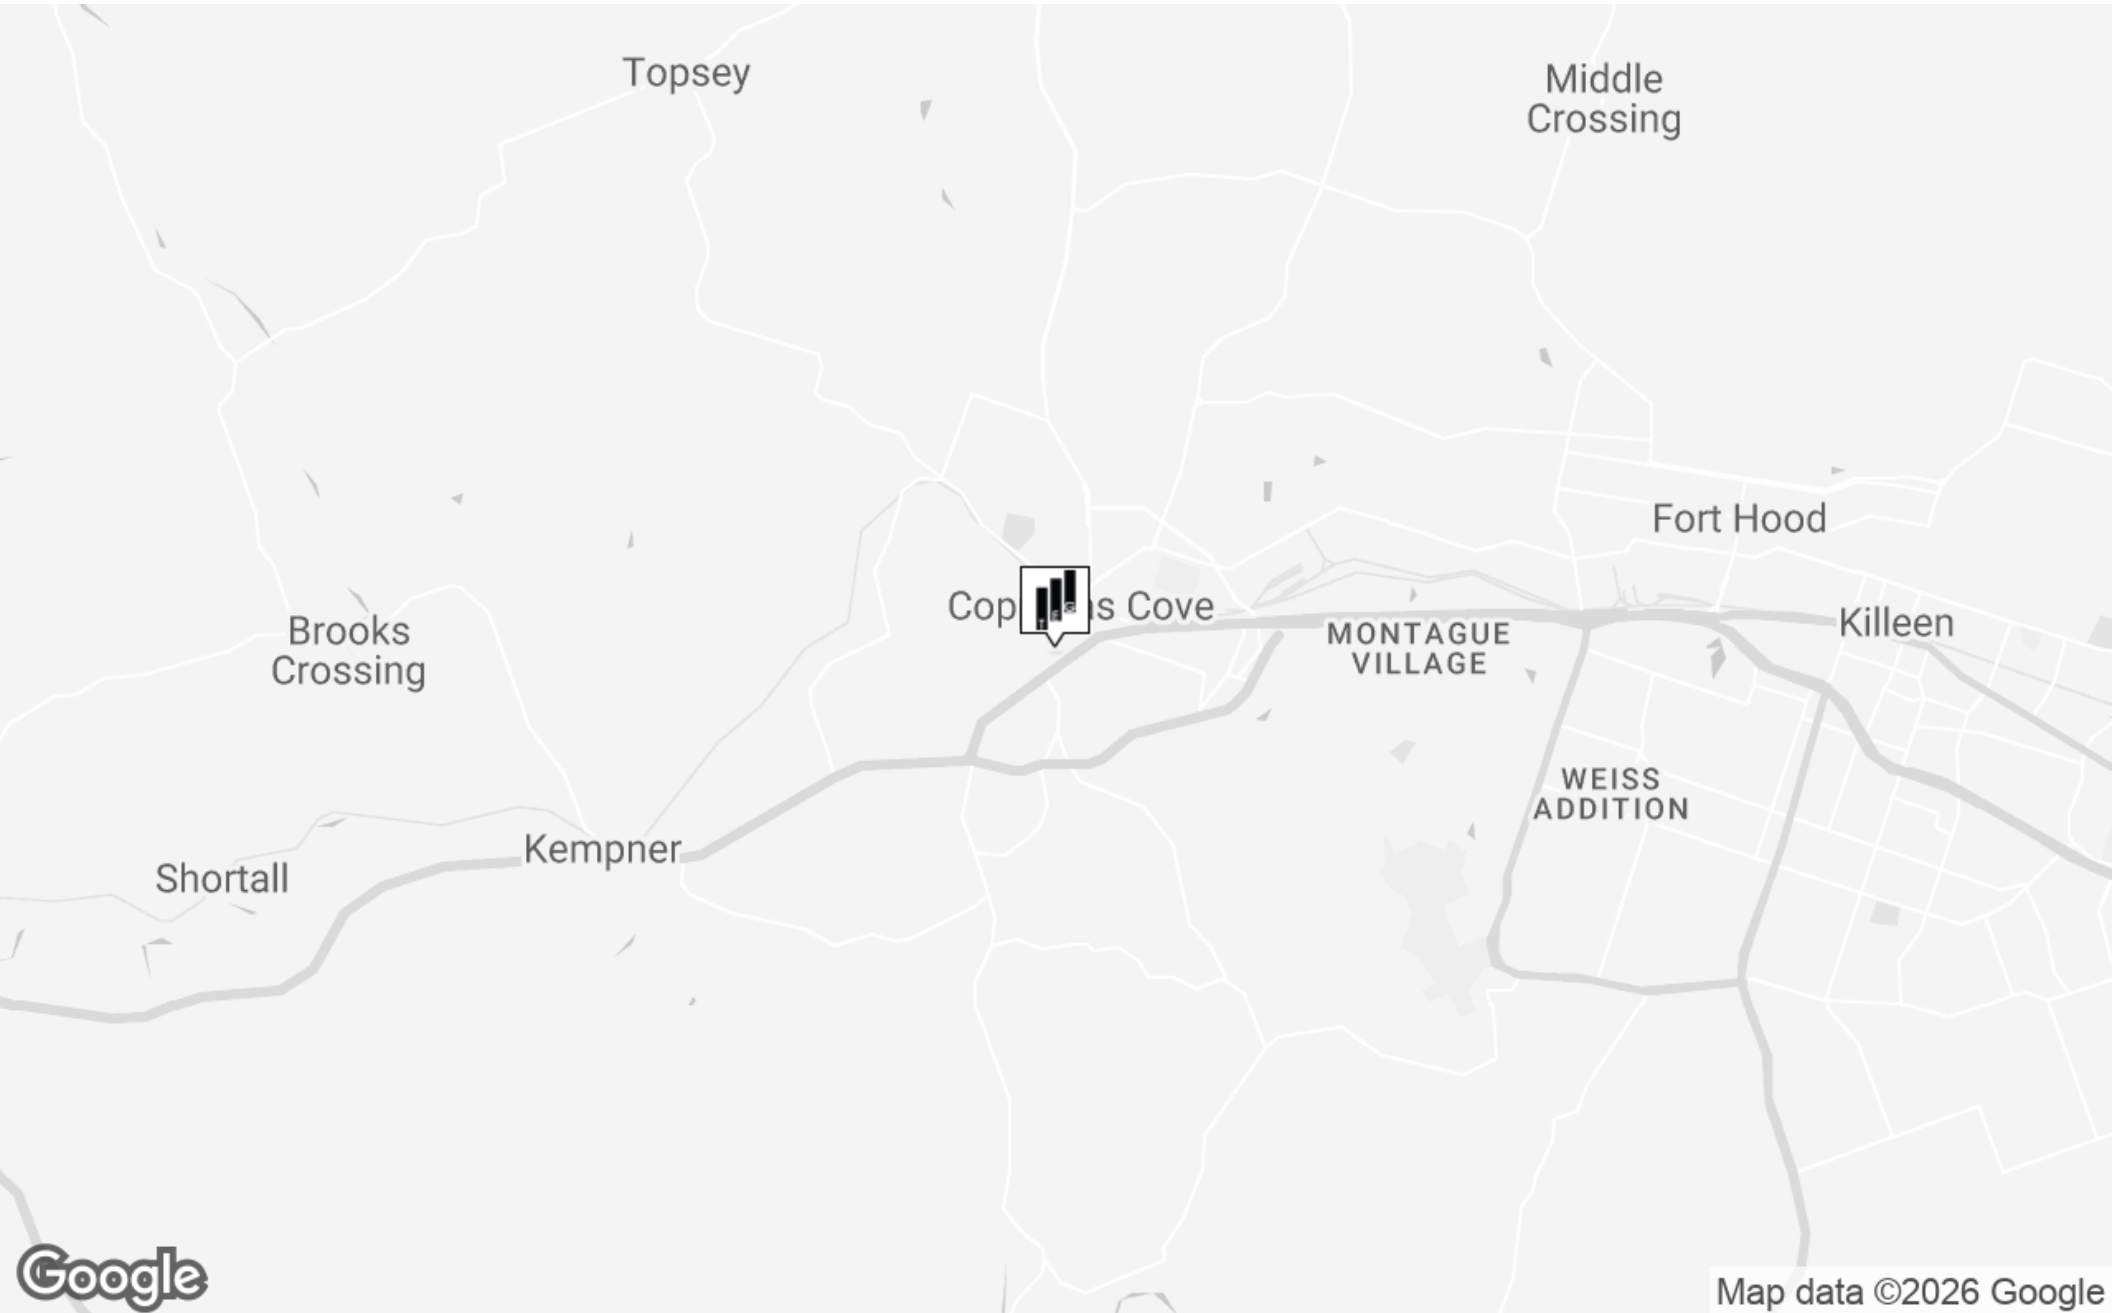 Topsey
Middle
Crossing
Fort Hood
Cop
as Cove
Killeen
Brooks
Crossing
MONTAGUE
VILLAGE
WEISS
ADDITION
Kempner
Shortall
Google
Map data ©2026 Google